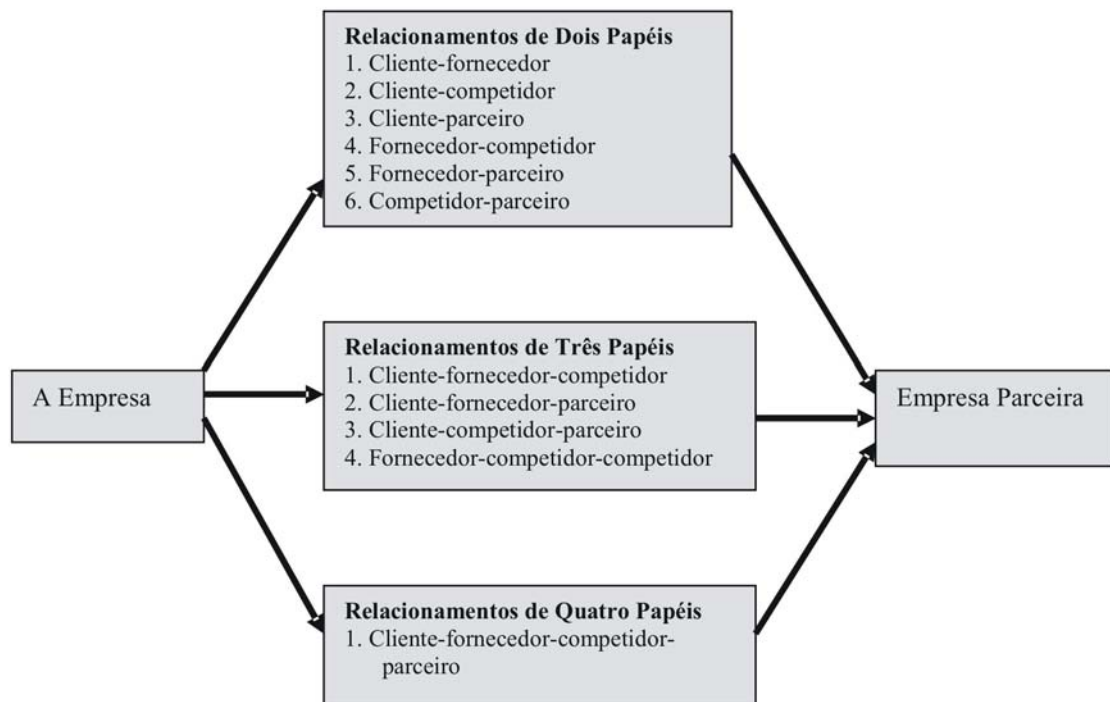 Relacionamentos de Dois Papéis
1. Cliente-fornecedor
2. Cliente-competidor
3. Cliente-parceiro
4. Fornecedor-competidor
5. Fornecedor-parceiro
6. Competidor-parceiro
A Empresa
Relacionamentos de Três Papéis
1. Cliente-fornecedor-competidor
2. Cliente-fornecedor-parceiro
3. Cliente-competidor-parceiro
4. Fornecedor-competidor-competidor
Empresa Parceira
Relacionamentos de Quatro Papéis
1. Cliente-fornecedor-competidor-
parceiro